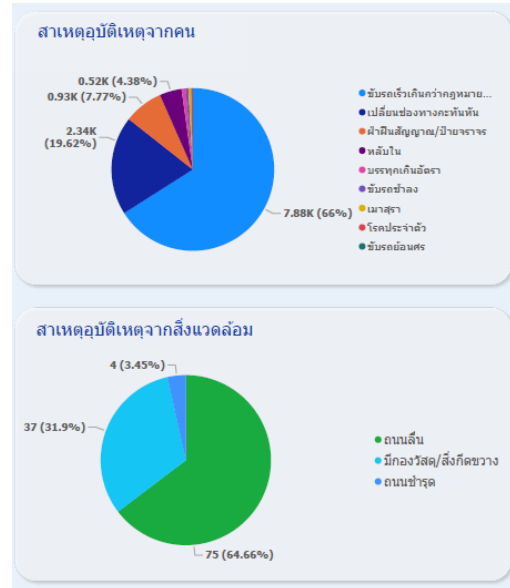 สาเหตุอุบัติเหตุจากคน
0.52K (4.38%)
0.93K (7.77%)
2.34K
(19.62%)
7.88K (66%)
ขับรถเร็วเกินกว่ากฎหมาย...
เปลี่ยนช่องทางกะทันหัน
ฝ่าฝืนสัญญาณ/ป้ายจราจร
หลับใน
บรรทุกเกินอัตรา
ขับรถช้าลง
เมาสุรา
โรคประจำตัว
ขับรถย้อนศร
สาเหตุอุบัติเหตุจากสิ่งแวดล้อม
4 (3.45%)
37 (31.9%)
75 (64.66%)
ถนนลื่น
มีกองวัสดุ/สิ่งกีดขวาง
ถนนชำรุด